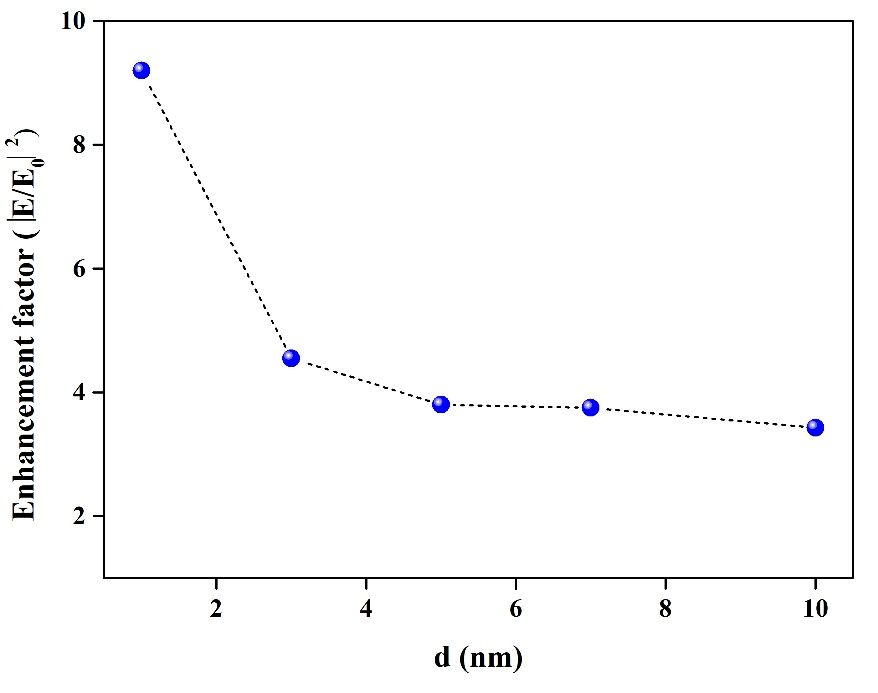 10
8
6
4
2
Enhancement factor ( |E/E₀| ² )
2 4 6 8 10
d (nm)